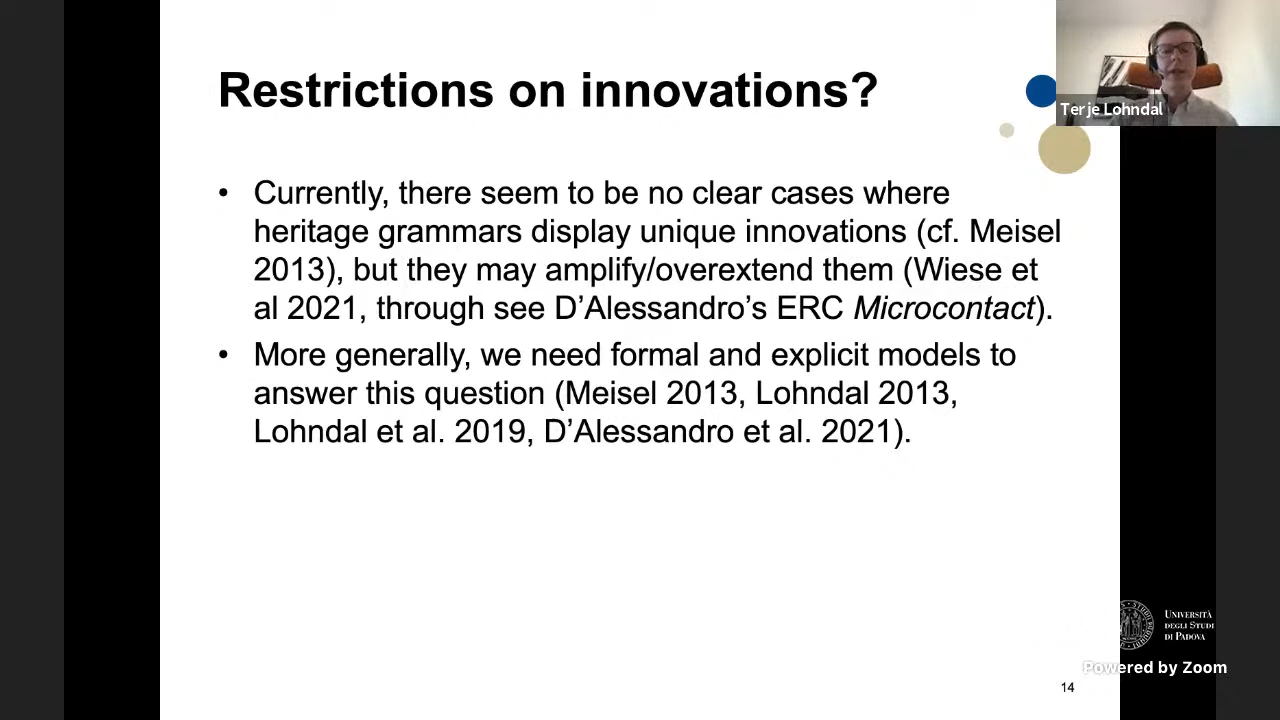 Restrictions on innovations?
Terje Lohndal
• Currently, there seem to be no clear cases where
heritage grammars display unique innovations (cf. Meisel
2013), but they may amplify/overextend them (Wiese et
al 2021, through see D’Alessandro’s ERC Microcontact).
• More generally, we need formal and explicit models to
answer this question (Meisel 2013, Lohndal 2013,
Lohndal et al. 2019, D’Alessandro et al. 2021).
UNIVERSITÀ
DEGLI STUDI
DI PADOVA
Powered by Zoom
14